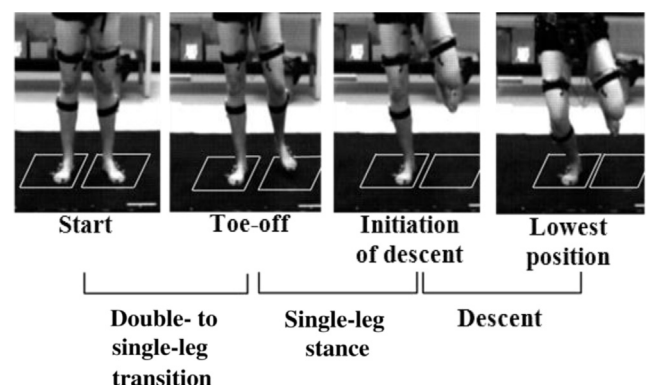 Start
Toe-off
Initiation
of descent
Lowest
position
Double- to
single-leg
transition
Single-leg
stance
Descent